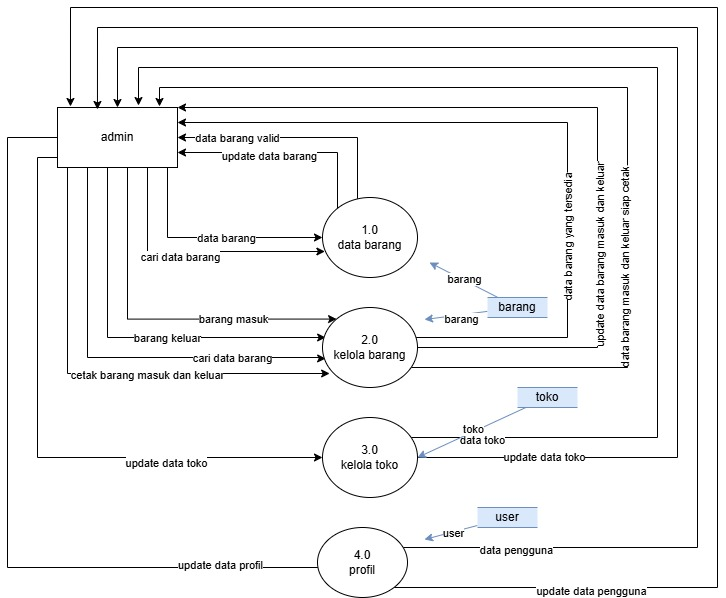 admin
data barang valid
update data barang
1.0
data barang
data barang
cari data barang
barang
barang
barang
data barang yang tersedia
update data barang masuk dan keluar
data barang masuk dan keluar siap cetak
barang masuk
barang keluar
2.0
kelola barang
cari data barang
cetak barang masuk dan keluar
toko
toko
data toko
3.0
kelola toko
update data toko
update data toko
user
user
4.0
profil
data pengguna
update data profil
update data pengguna